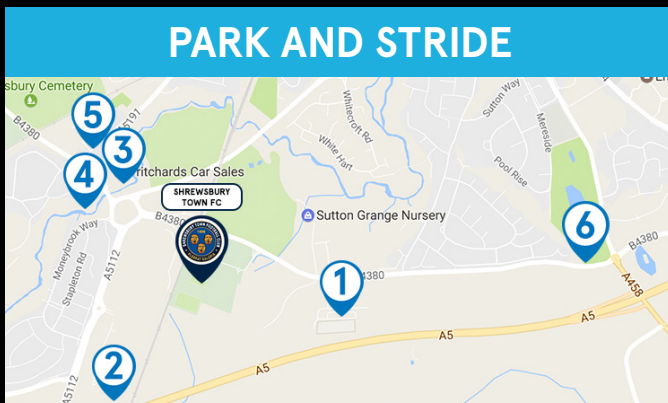 PARK AND STRIDE
sbury Cemetery
B4380
5191
5
3
4
ritchards Car Sales
SHREWSBURY
TOWN FC
B4380
Whitecroft Rd
White Hart
Sutton Way
Mereside
Pool Rise
Sutton Grange Nursery
Moneybrook Way
Stapleton Rd
A5112
1
4380
6
B4380
A458
A5
A5
A5
2
A5112